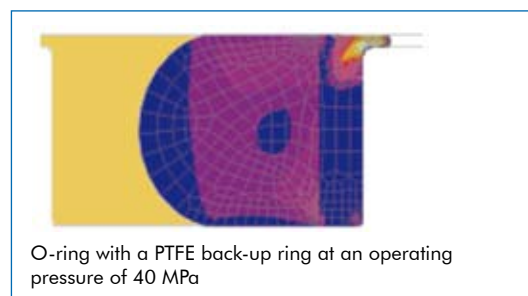 O-ring with a PTFE back-up ring at an operating
pressure of 40 MPa